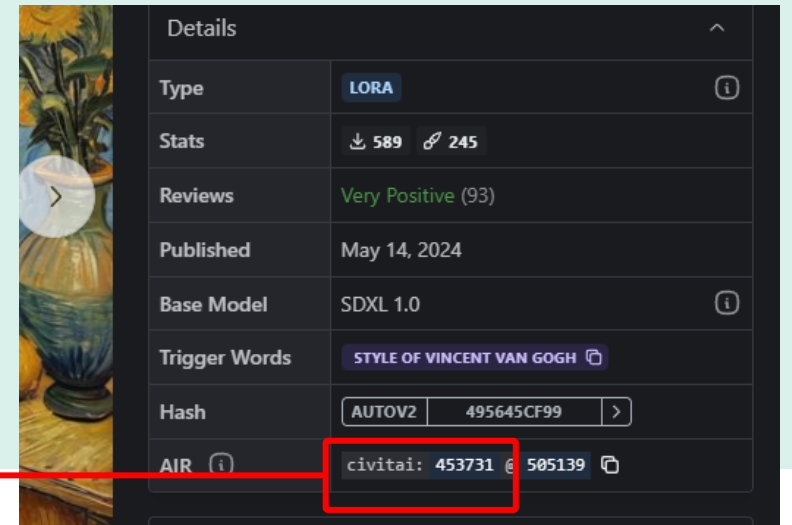 Details
Type LORA
Stats 589 245
Reviews Very Positive (93)
Published May 14, 2024
Base Model SDXL 1.0
Trigger Words STYLE OF VINCENT VAN GOGH
Hash AUTOV2 495645CF99
AIR civitai: 453731 @ 505139